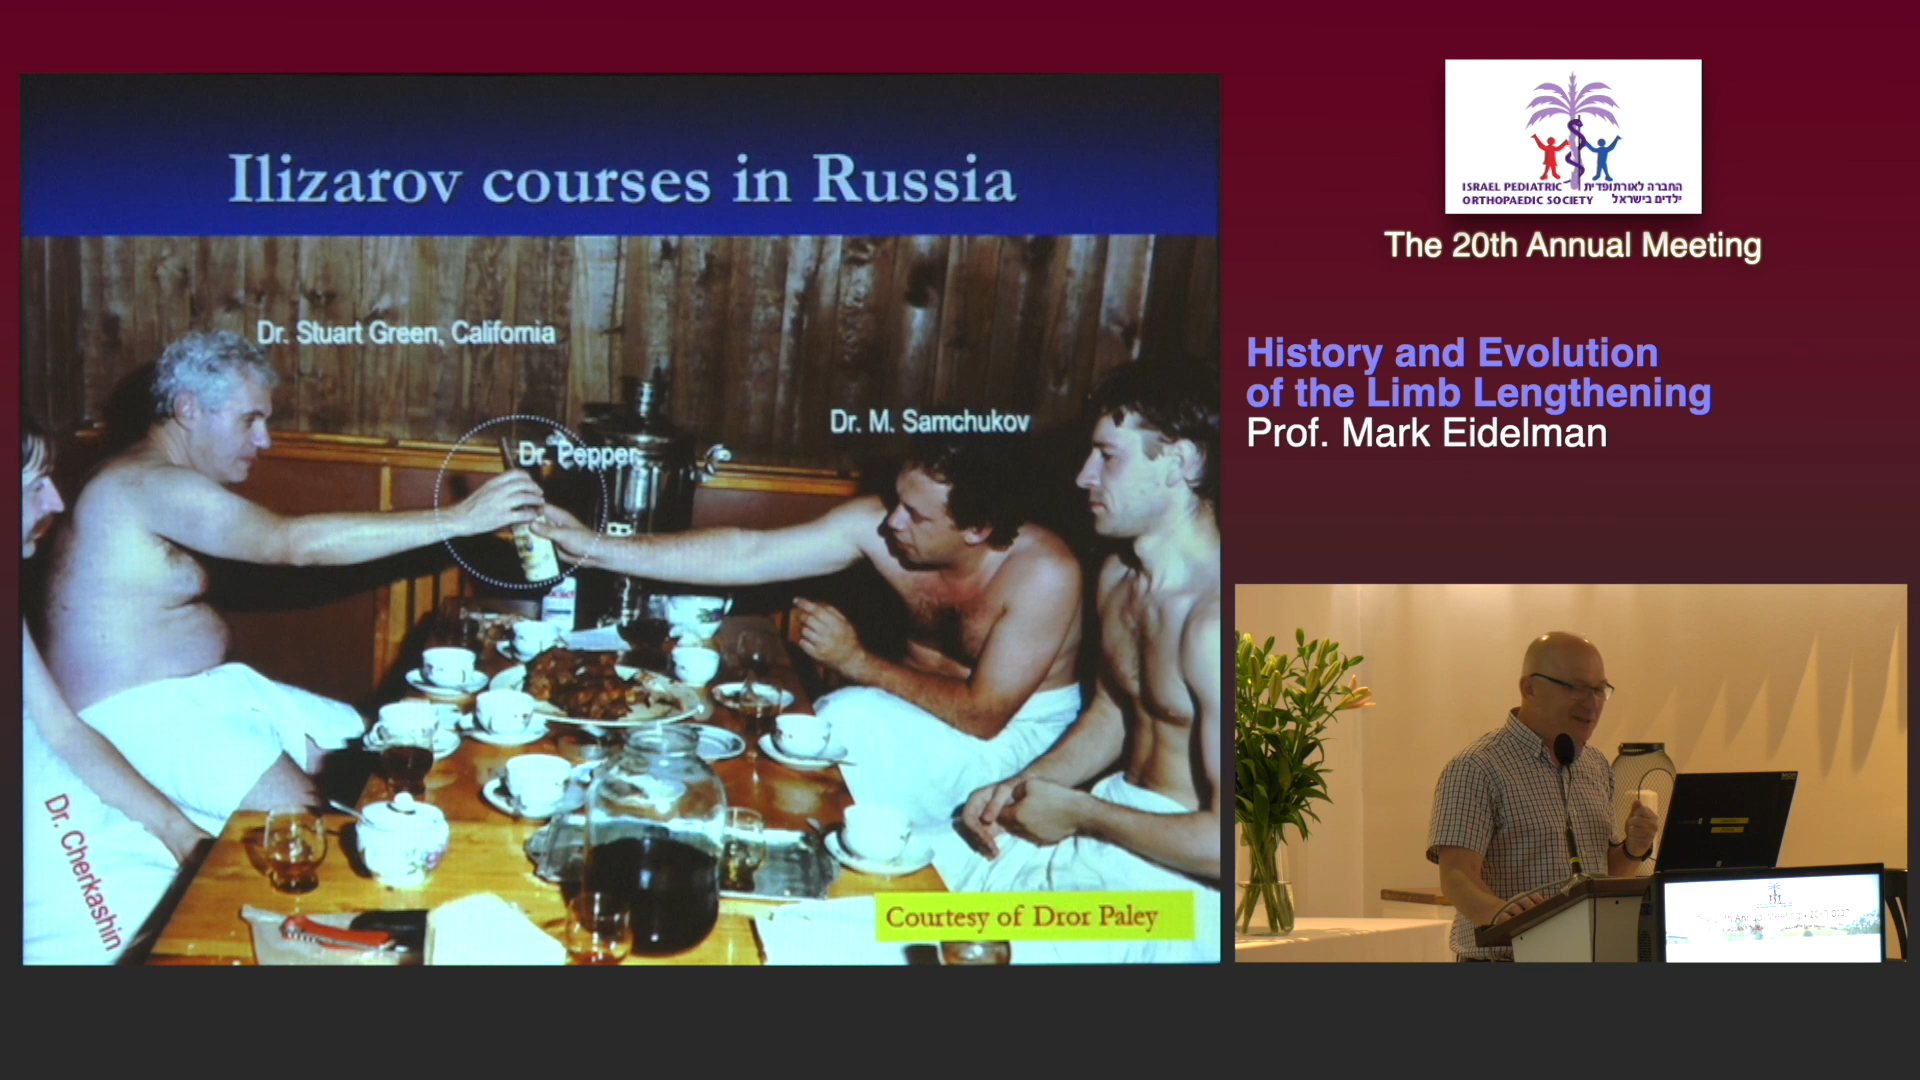 Ilizarov courses in Russia
Dr. Stuart Green, California
Dr. M. Samchukov
Dr. Pepper
Dr. Cherkashin
Courtesy of Dror Paley
ISRAEL PEDIATRIC החברה לאורתופדית
ORTHOPAEDIC SOCIETY ילדים בישראל
The 20th Annual Meeting
History and Evolution
of the Limb Lengthening
Prof. Mark Eidelman